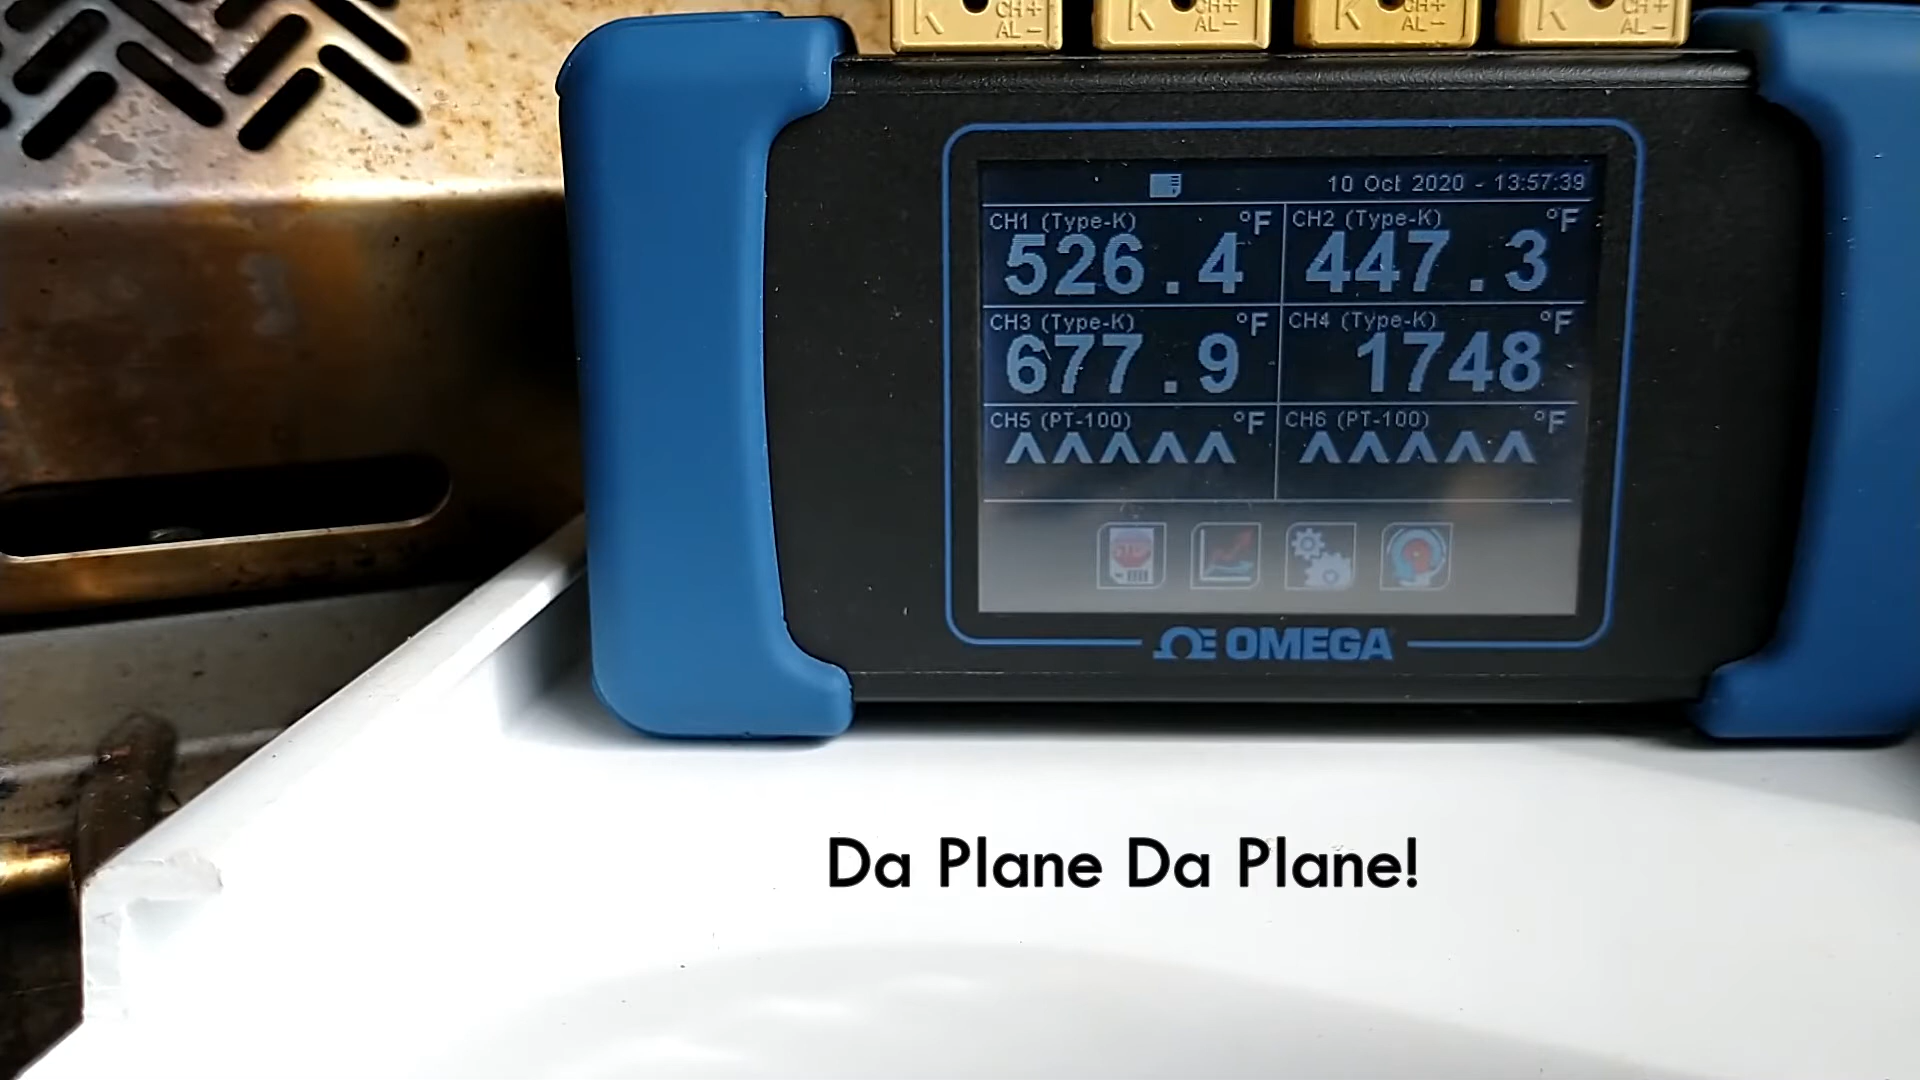 K CH+ AL−
K CH+ AL−
K CH+ AL−
K CH+ AL−
10 Oct 2020 - 13:57:39
CH1 (Type-K) °F CH2 (Type-K) °F
526.4 447.3
CH3 (Type-K) °F CH4 (Type-K) °F
677.9 1748
CH5 (PT-100) °F CH6 (PT-100) °F
^^^^^ ^^^^^
STOP
OMEGA
Da Plane Da Plane!